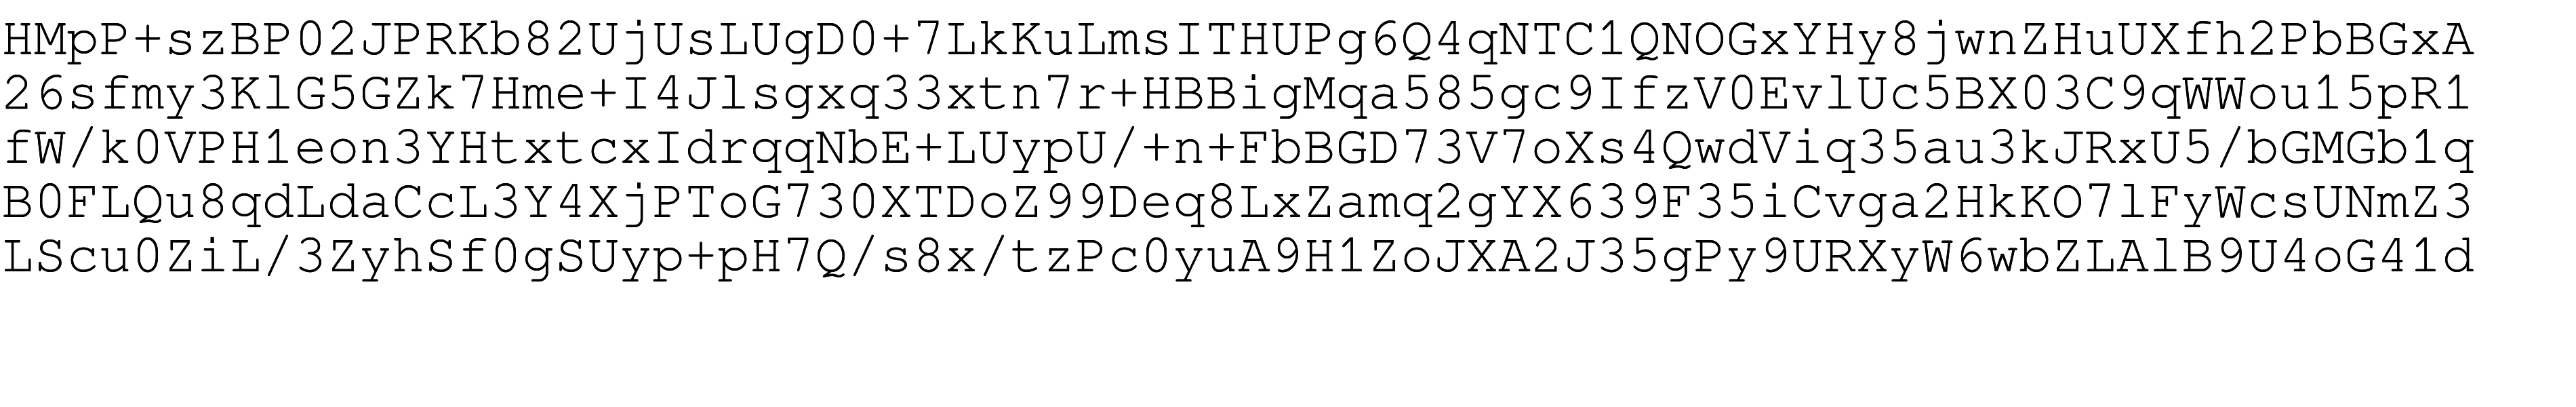 HMpP+szBP02JPRKb82UjUsLUgD0+7LkKuLmsITHUPg6Q4qNTC1QNOGxYHy8jwnZHuUXfh2PbBGxA
26sfmy3KlG5GZk7Hme+I4Jlsgxq33xtn7r+HBBigMqa585gc9IfzV0EvlUc5BX03C9qWWou15pR1
fW/k0VPH1eon3YHtxtcxIdrqqNbE+LUypU/+n+FbBGD73V7oXs4QwdViq35au3kJRxU5/bGMGb1q
B0FLQu8qdLdaCcL3Y4XjPToG730XTDoZ99Deq8LxZamq2gYX639F35iCvga2HkKO7lFyWcsUNmZ3
LScu0ZiL/3ZyhSf0gSUyp+pH7Q/s8x/tzPc0yuA9H1ZoJXA2J35gPy9URXyW6wbZLAlB9U4oG41d